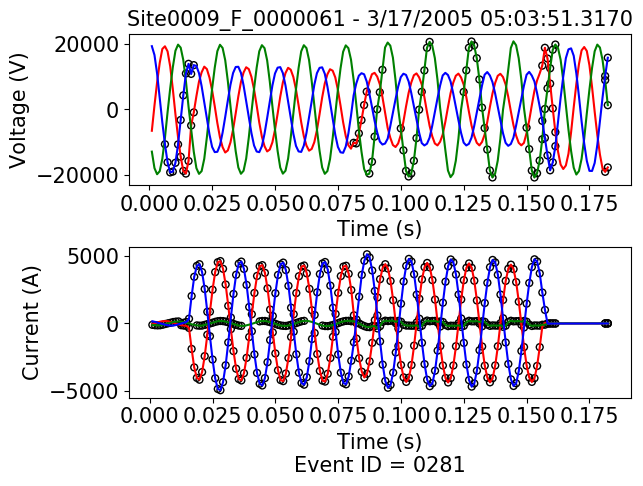 Site0009_F_0000061 - 3/17/2005 05:03:51.3170
Voltage (V)
20000
0
−20000
0.000 0.025 0.050 0.075 0.100 0.125 0.150 0.175
Time (s)
Current (A)
5000
0
−5000
0.000 0.025 0.050 0.075 0.100 0.125 0.150 0.175
Time (s)
Event ID = 0281